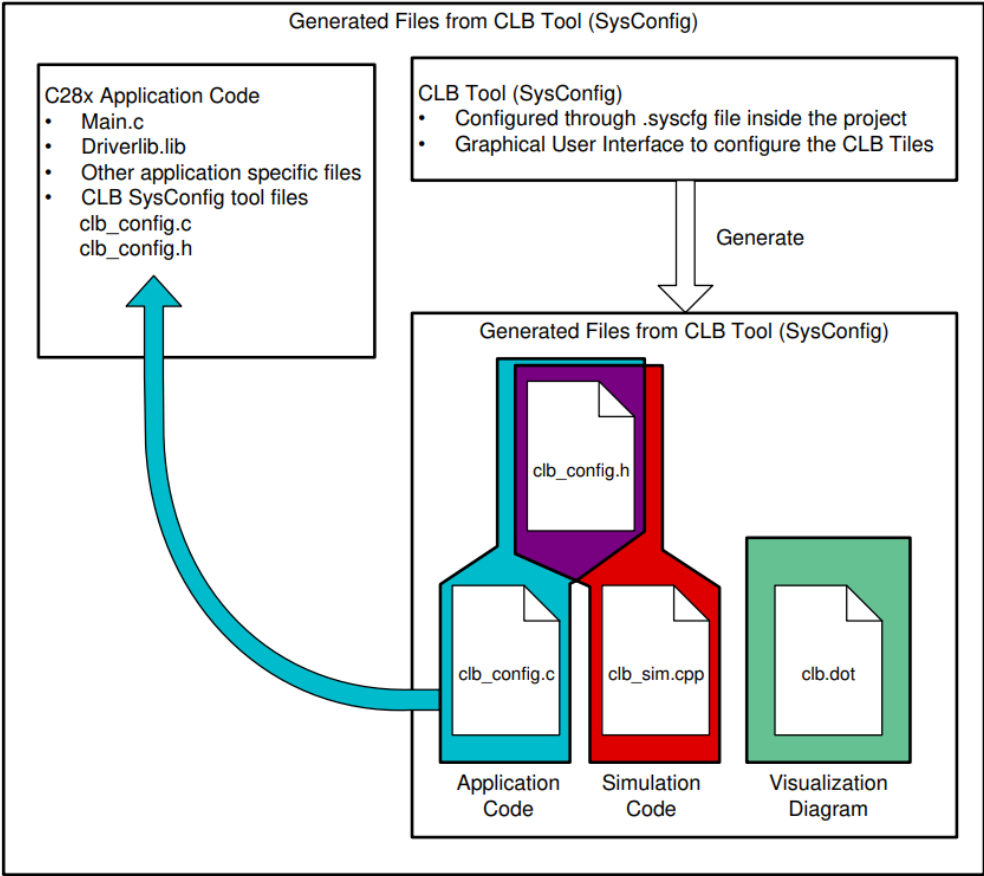 Generated Files from CLB Tool (SysConfig)
C28x Application Code
• Main.c
• Driverlib.lib
• Other application specific files
• CLB SysConfig tool files
clb_config.c
clb_config.h
CLB Tool (SysConfig)
• Configured through .syscfg file inside the project
• Graphical User Interface to configure the CLB Tiles
Generate
Generated Files from CLB Tool (SysConfig)
clb_config.h
clb_config.c
clb_sim.cpp
clb.dot
Application
Code
Simulation
Code
Visualization
Diagram